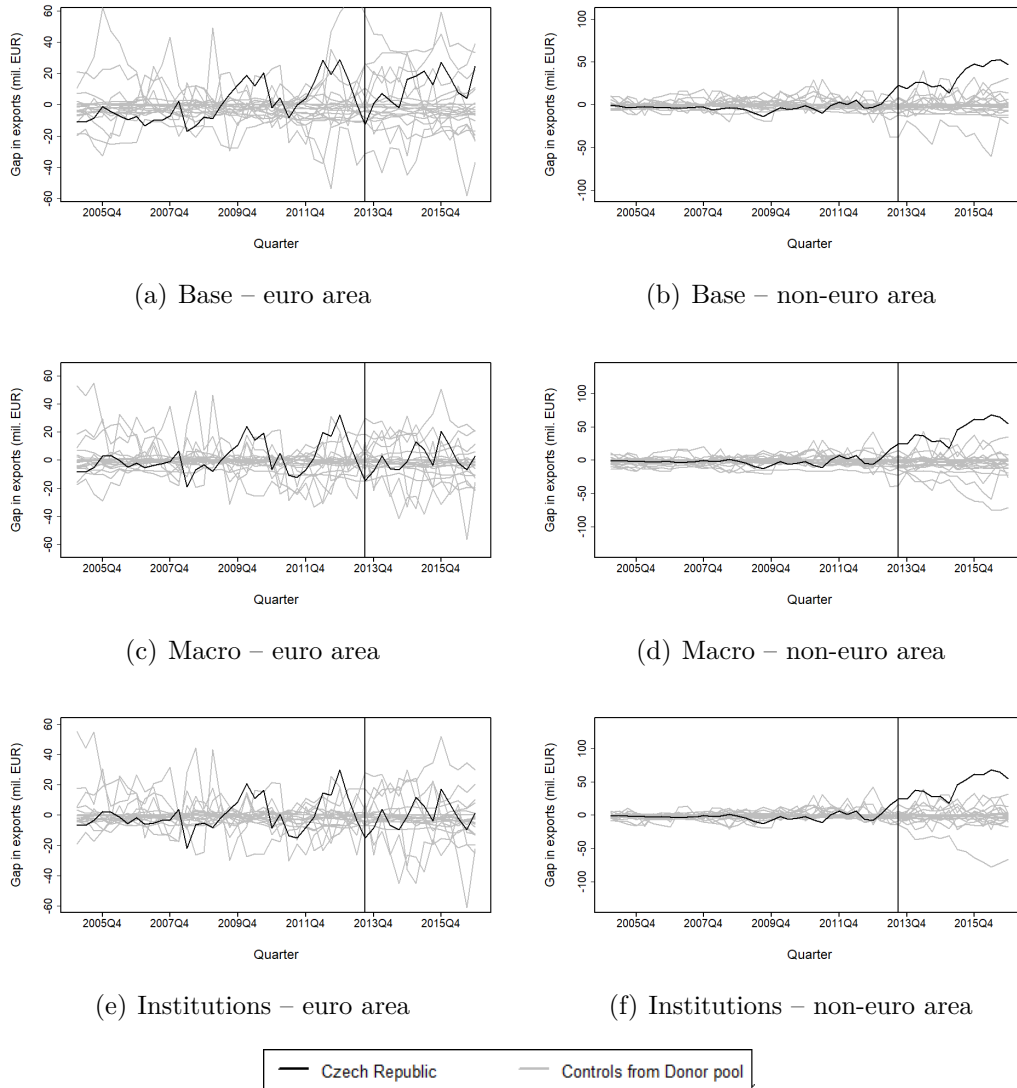 60
40
20
0
-20
-40
-60
Gap in exports (mil. EUR)
2005Q4 2007Q4 2009Q4 2011Q4 2013Q4 2015Q4
Quarter
(a) Base – euro area
100
50
0
-50
-100
Gap in exports (mil. EUR)
2005Q4 2007Q4 2009Q4 2011Q4 2013Q4 2015Q4
Quarter
(b) Base – non-euro area
60
40
20
0
-20
-40
-60
Gap in exports (mil. EUR)
2005Q4 2007Q4 2009Q4 2011Q4 2013Q4 2015Q4
Quarter
(c) Macro – euro area
100
50
0
-50
-100
Gap in exports (mil. EUR)
2005Q4 2007Q4 2009Q4 2011Q4 2013Q4 2015Q4
Quarter
(d) Macro – non-euro area
60
40
20
0
-20
-40
-60
Gap in exports (mil. EUR)
2005Q4 2007Q4 2009Q4 2011Q4 2013Q4 2015Q4
Quarter
(e) Institutions – euro area
100
50
0
-50
-100
Gap in exports (mil. EUR)
2005Q4 2007Q4 2009Q4 2011Q4 2013Q4 2015Q4
Quarter
(f) Institutions – non-euro area
Czech Republic Controls from Donor pool